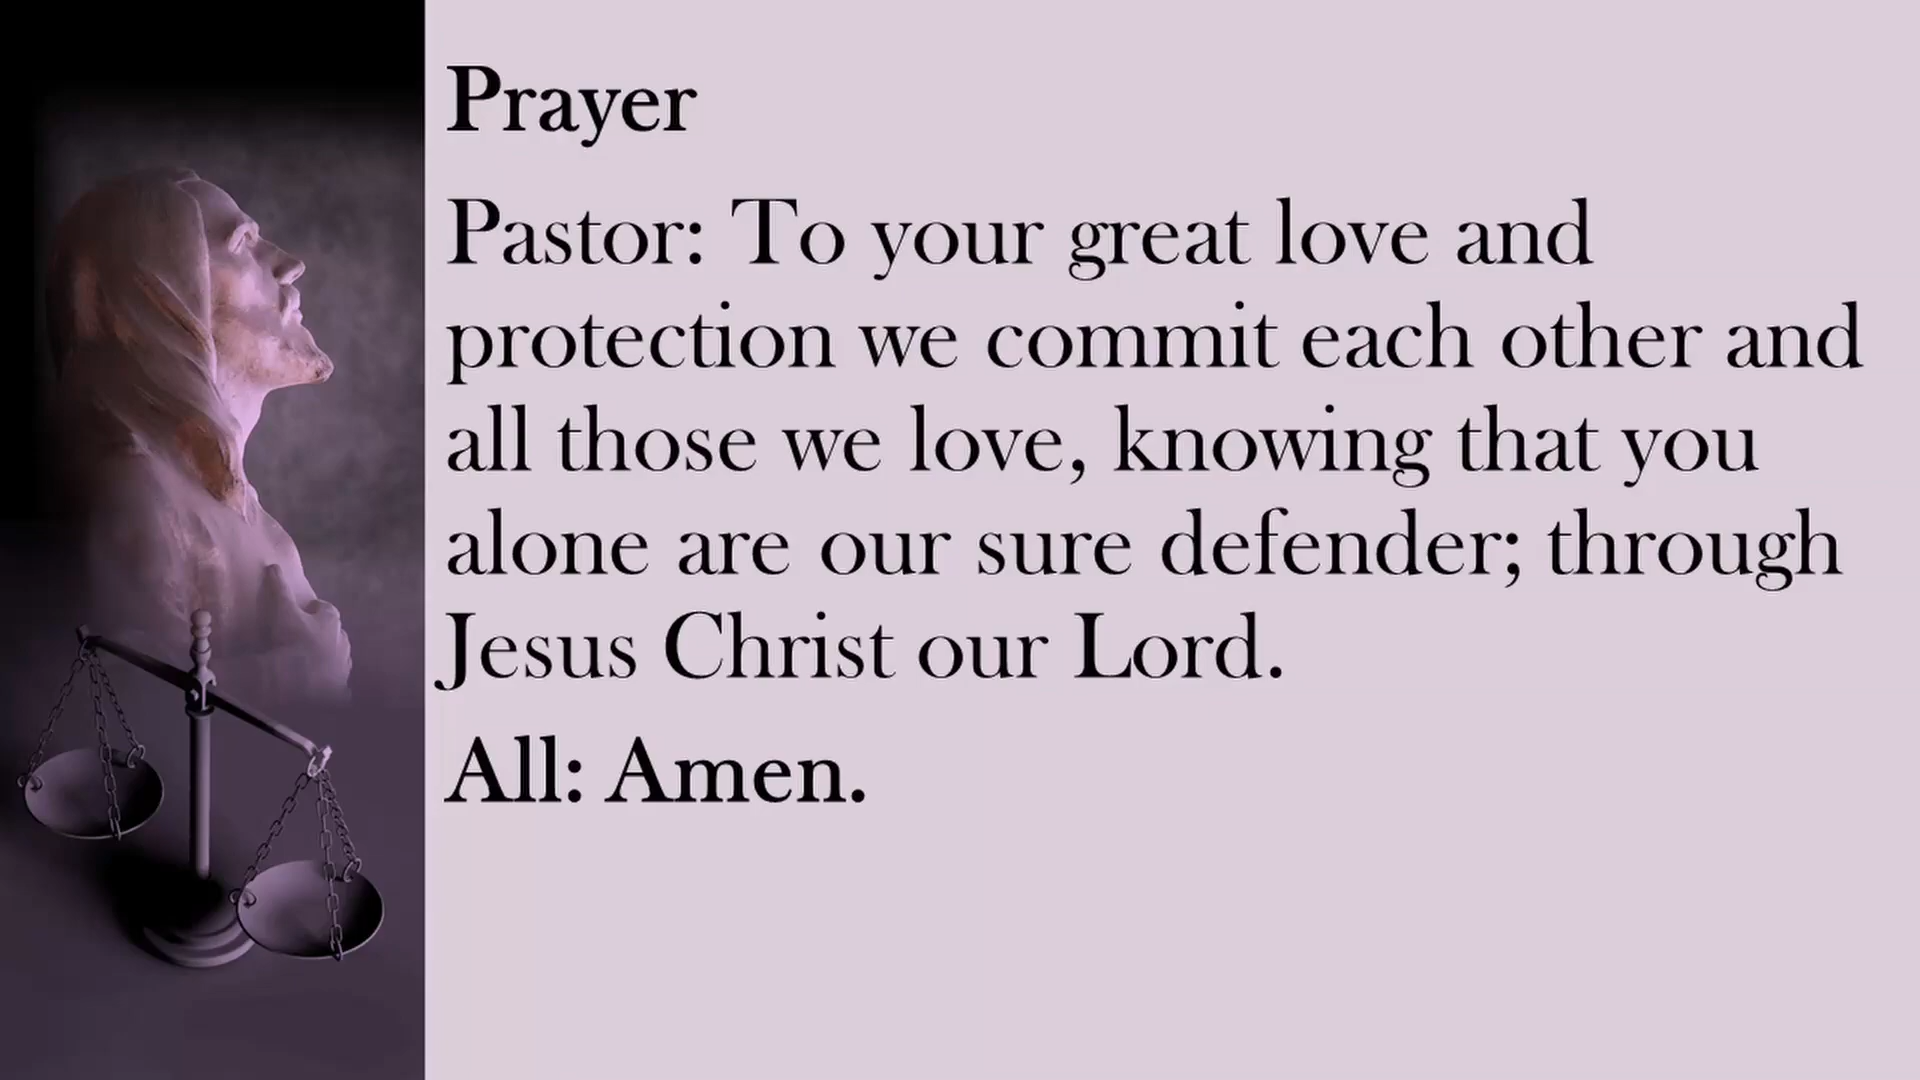 Prayer
Pastor: To your great love and
protection we commit each other and
all those we love, knowing that you
alone are our sure defender; through
Jesus Christ our Lord.
All: Amen.